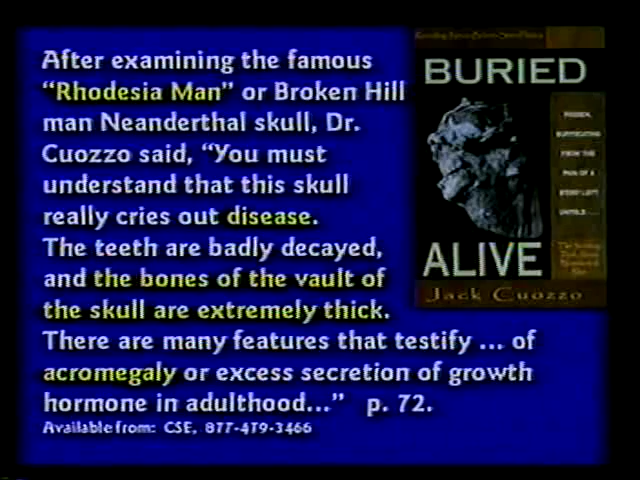 After examining the famous
"Rhodesia Man" or Broken Hill
man Neanderthal skull, Dr.
Cuozzo said, "You must
understand that this skull
really cries out disease.
The teeth are badly decayed,
and the bones of the vault of
the skull are extremely thick.
There are many features that testify ... of
acromegaly or excess secretion of growth
hormone in adulthood..." p. 72.
Available from: CSE, 877-479-3466
BURIED
ALIVE
Jack Cuozzo